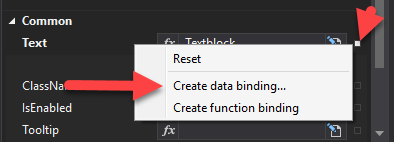 Common
Text fx Textblock
Reset
ClassNa Create data binding...
IsEnabled Create function binding
Tooltip fx